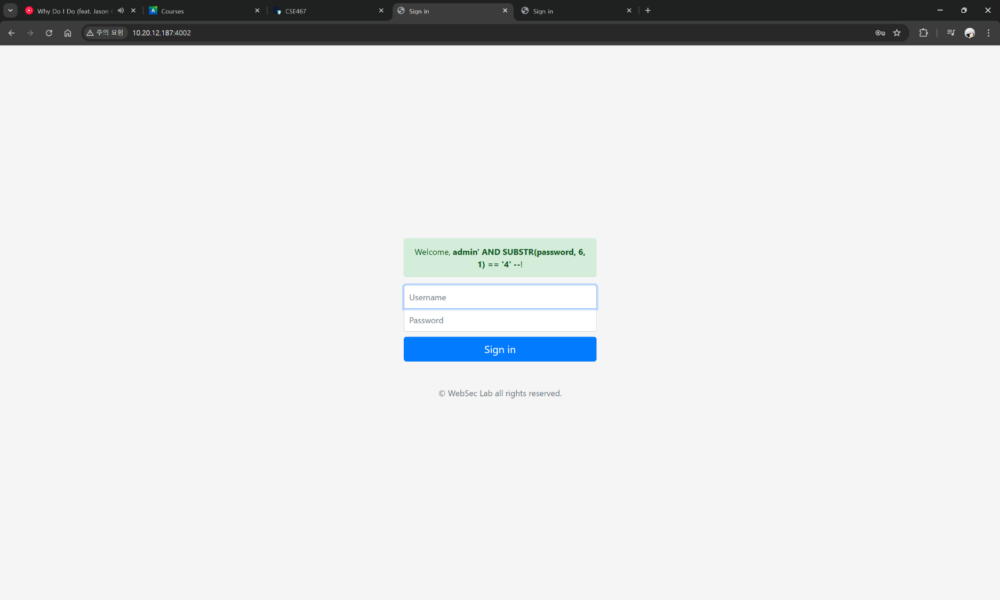 Why Do I Do (feat. Jason
Courses
CSE467
Sign in
Sign in
주의 요함
10.20.12.187:4002
Welcome, admin' AND SUBSTR(password, 6,
1) == '4' --!
Username
Password
Sign in
© WebSec Lab all rights reserved.